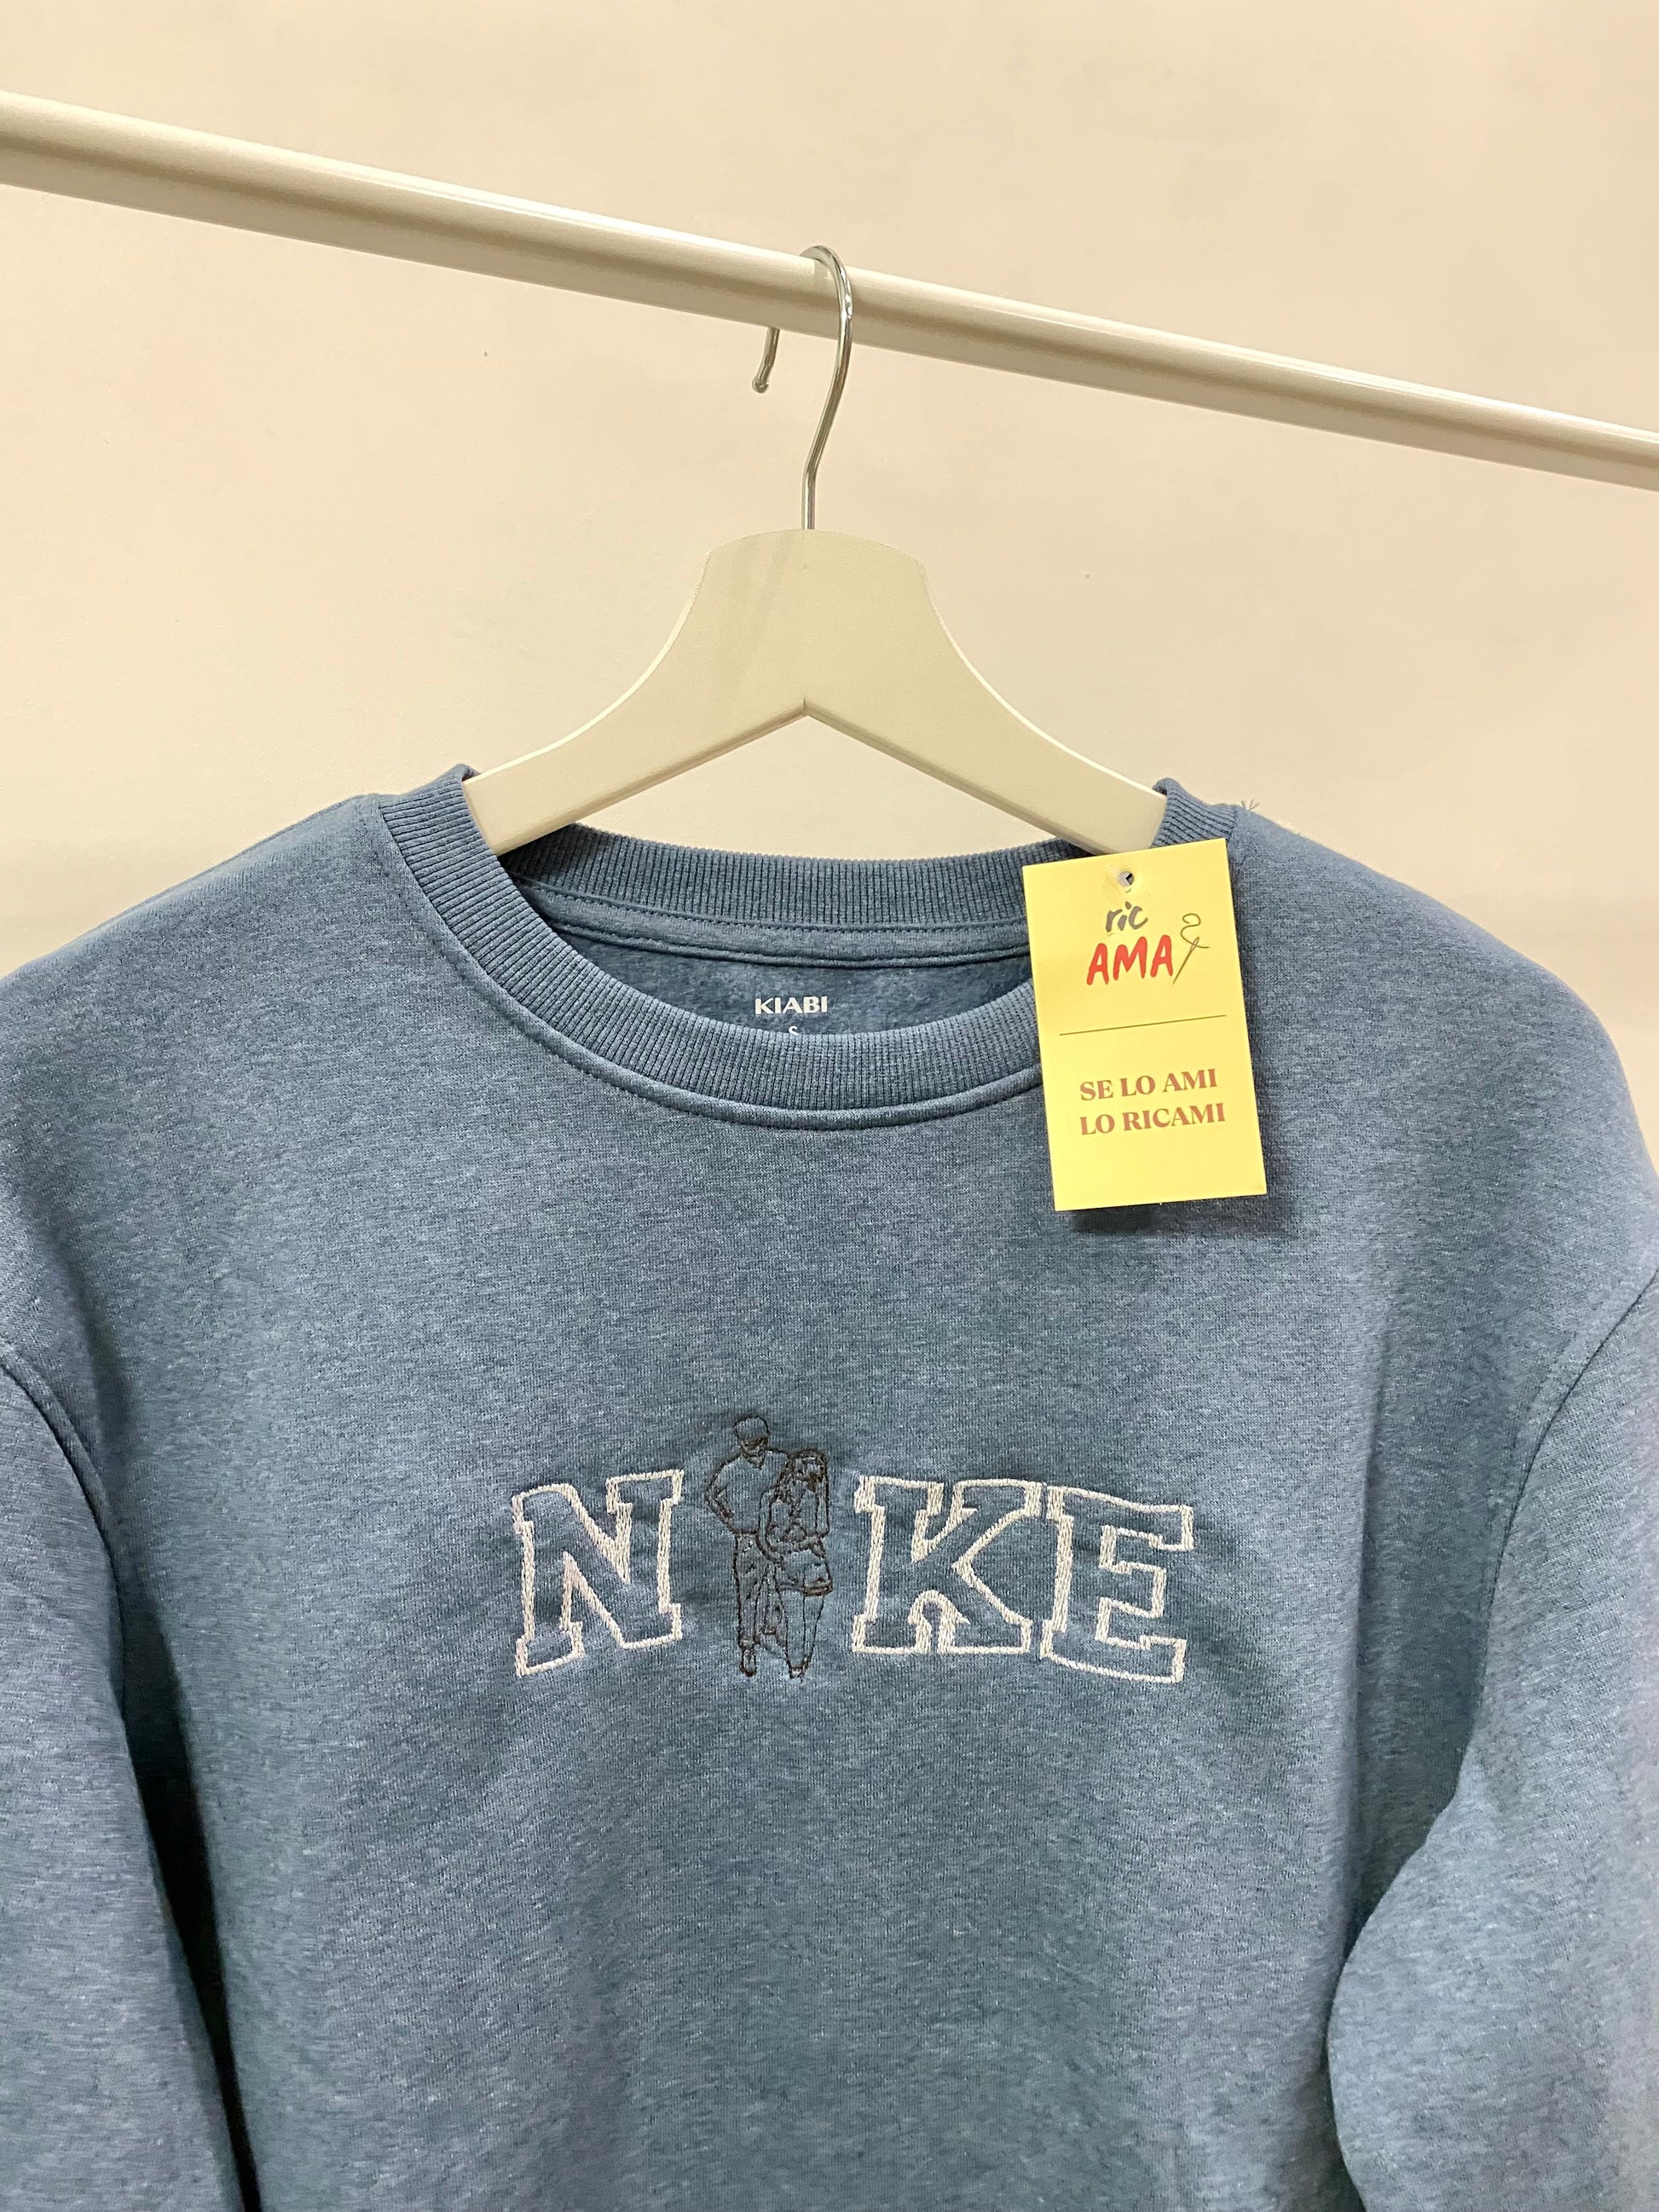 KIABI
S
ric
AMA
SE LO AMI
LO RICAMI
N KE